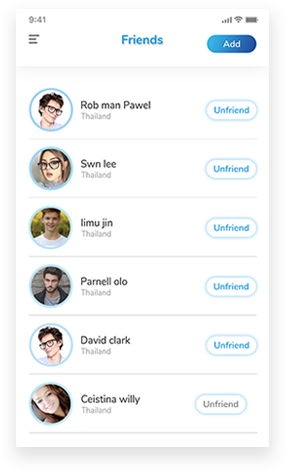 9:41
Friends
Add
Rob man Pawel
Thailand
Unfriend
Swn lee
Thailand
Unfriend
limu jin
Thailand
Unfriend
Parnell olo
Thailand
Unfriend
David clark
Thailand
Unfriend
Ceistina willy
Thailand
Unfriend